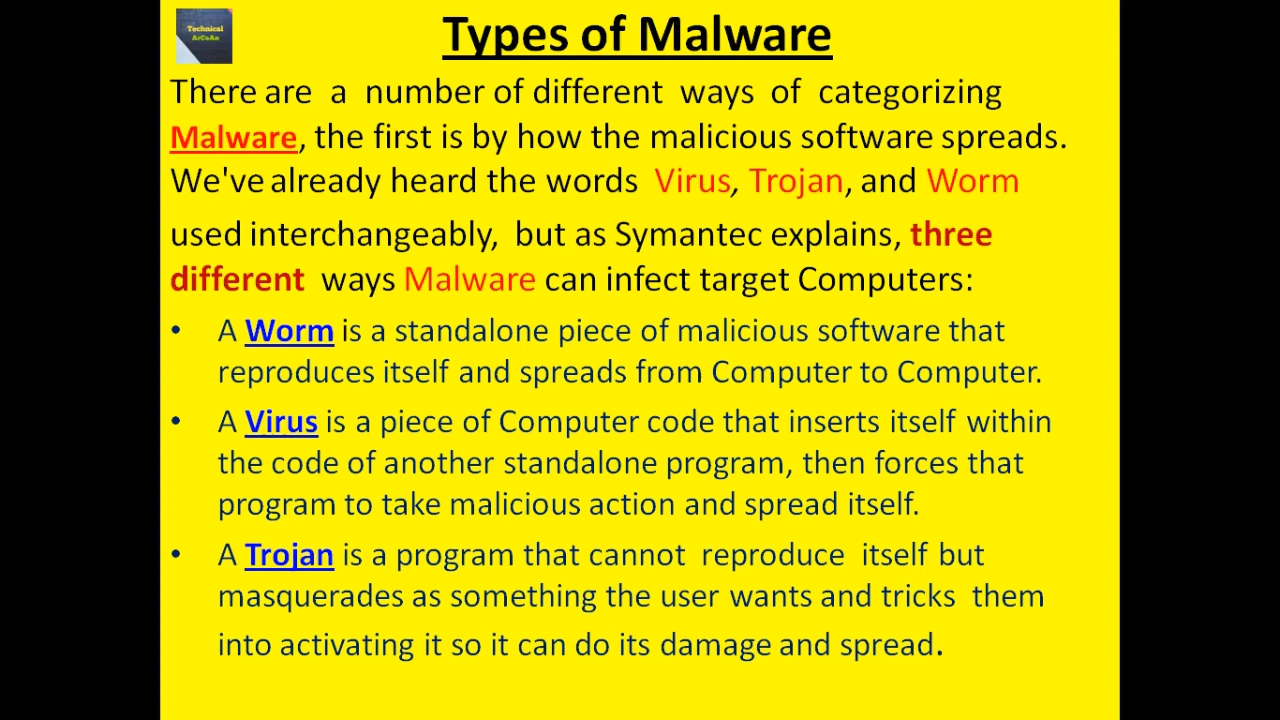 Technical
ArCoAn
Types of Malware
There are a number of different ways of categorizing
Malware, the first is by how the malicious software spreads.
We've already heard the words Virus, Trojan, and Worm
used interchangeably, but as Symantec explains, three
different ways Malware can infect target Computers:
• A Worm is a standalone piece of malicious software that
reproduces itself and spreads from Computer to Computer.
• A Virus is a piece of Computer code that inserts itself within
the code of another standalone program, then forces that
program to take malicious action and spread itself.
• A Trojan is a program that cannot reproduce itself but
masquerades as something the user wants and tricks them
into activating it so it can do its damage and spread.